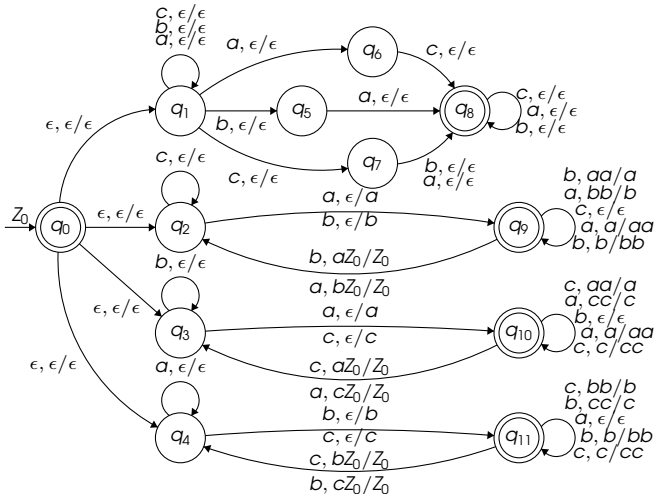 c, ϵ/ϵ
b, ϵ/ϵ
a, ϵ/ϵ
a, ϵ/ϵ
q6
c, ϵ/ϵ
q1
b, ϵ/ϵ
q5
a, ϵ/ϵ
q8
c, ϵ/ϵ
a, ϵ/ϵ
b, ϵ/ϵ
ϵ, ϵ/ϵ
c, ϵ/ϵ
q7
b, ϵ/ϵ
a, ϵ/ϵ
c, ϵ/ϵ
Z0
q0
ϵ, ϵ/ϵ
q2
a, ϵ/a
b, ϵ/b
q9
b, aa/a
a, bb/b
c, ϵ/ϵ
a, a/aa
b, b/bb
b, aZ0/Z0
a, bZ0/Z0
b, ϵ/ϵ
ϵ, ϵ/ϵ
q3
a, ϵ/a
c, ϵ/c
q10
c, aa/a
a, cc/c
b, ϵ/ϵ
a, a/aa
c, c/cc
c, aZ0/Z0
a, cZ0/Z0
a, ϵ/ϵ
ϵ, ϵ/ϵ
q4
b, ϵ/b
c, ϵ/c
q11
c, bb/b
b, cc/c
a, ϵ/ϵ
b, b/bb
c, c/cc
c, bZ0/Z0
b, cZ0/Z0